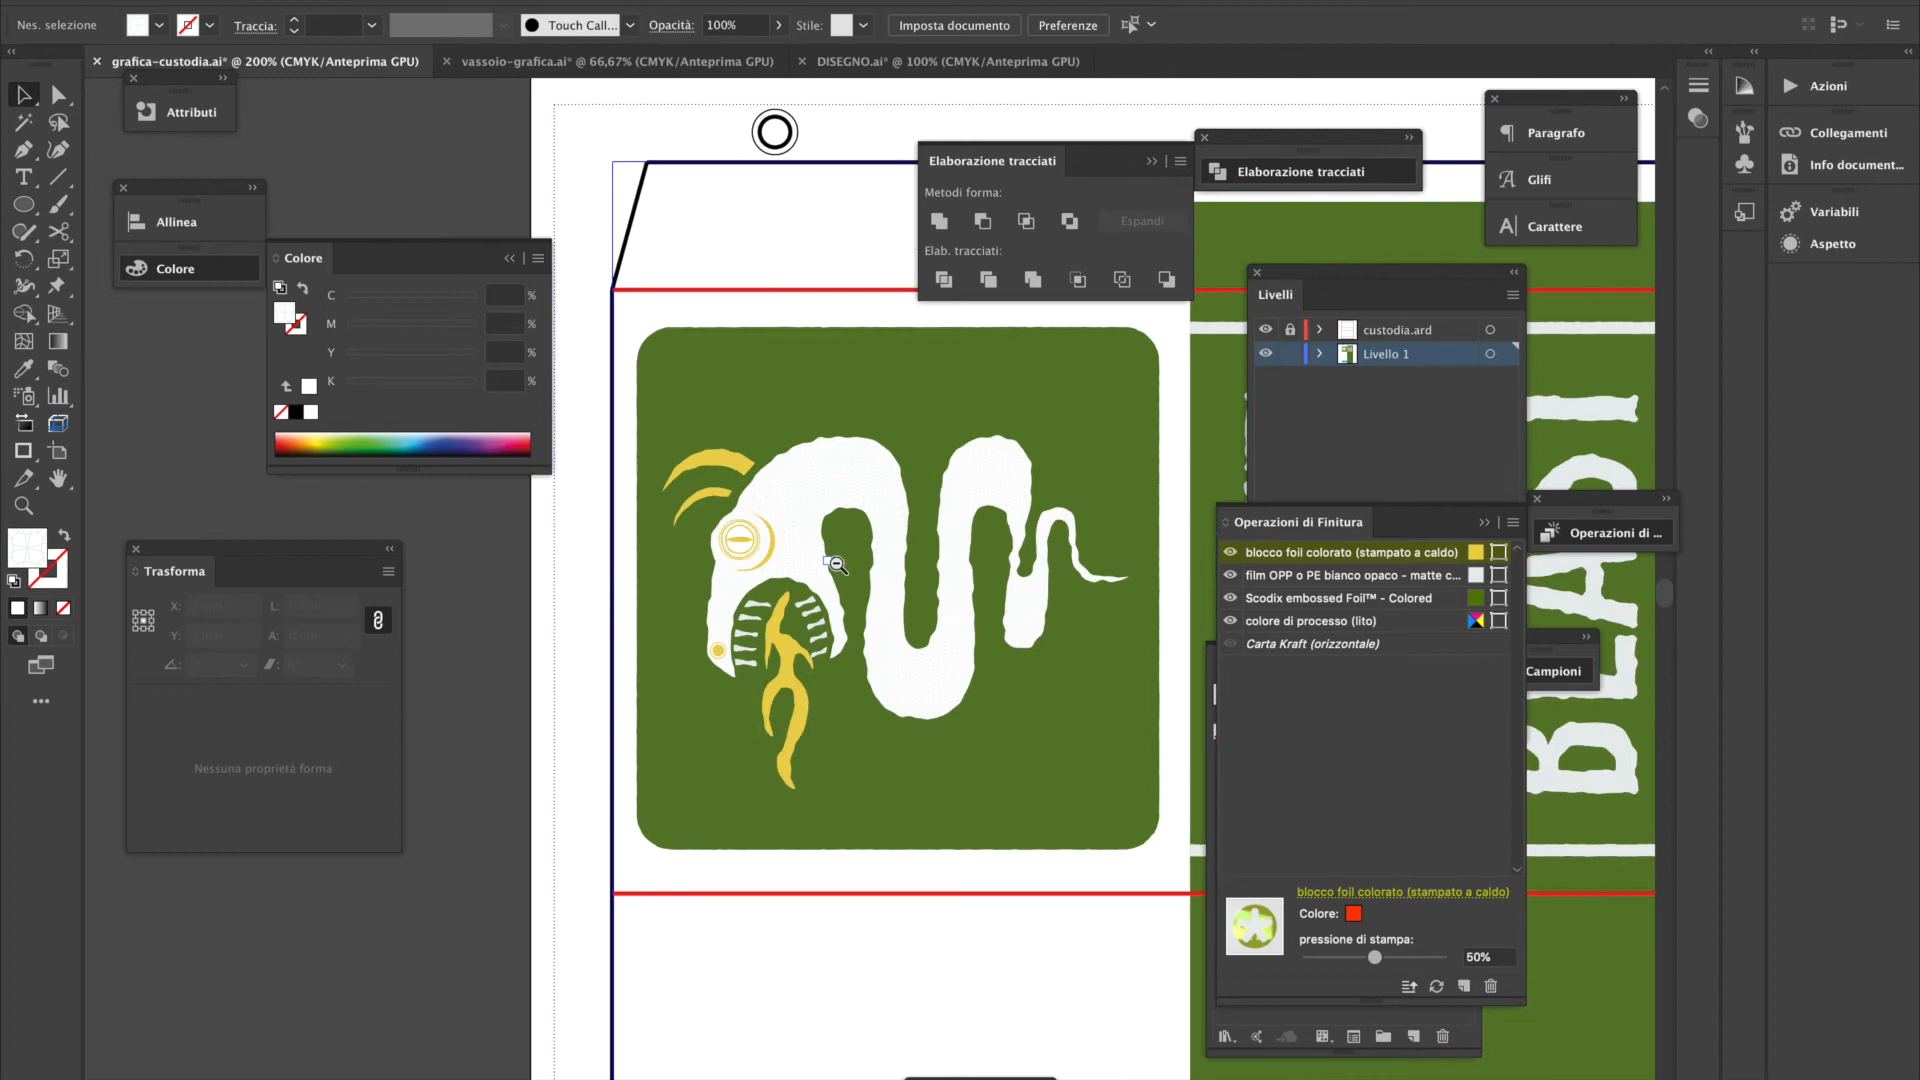 Nes. selezione
Traccia:
Touch Call...
Opacità:
100%
Stile:
Imposta documento
Preferenze
grafica-custodia.ai* @ 200% (CMYK/Anteprima GPU)
vassoio-grafica.ai* @ 66,67% (CMYK/Anteprima GPU)
DISEGNO.ai* @ 100% (CMYK/Anteprima GPU)
Attributi
Allinea
Colore
Colore
C
%
M
%
Y
%
K
%
Trasforma
X:
L:
Y:
A:
0°
0°
Nessuna proprietà forma
Elaborazione tracciati
Metodi forma:
Espandi
Elab. tracciati:
Elaborazione tracciati
Paragrafo
Glifi
Carattere
Livelli
custodia.ard
Livello 1
Operazioni di Finitura
blocco foil colorato (stampato a caldo)
film OPP o PE bianco opaco - matte c...
Scodix embossed Foil™ - Colored
colore di processo (lito)
Carta Kraft (orizzontale)
blocco foil colorato (stampato a caldo)
Colore:
pressione di stampa:
50%
Operazioni di ...
Campioni
Azioni
Collegamenti
Info document...
Variabili
Aspetto